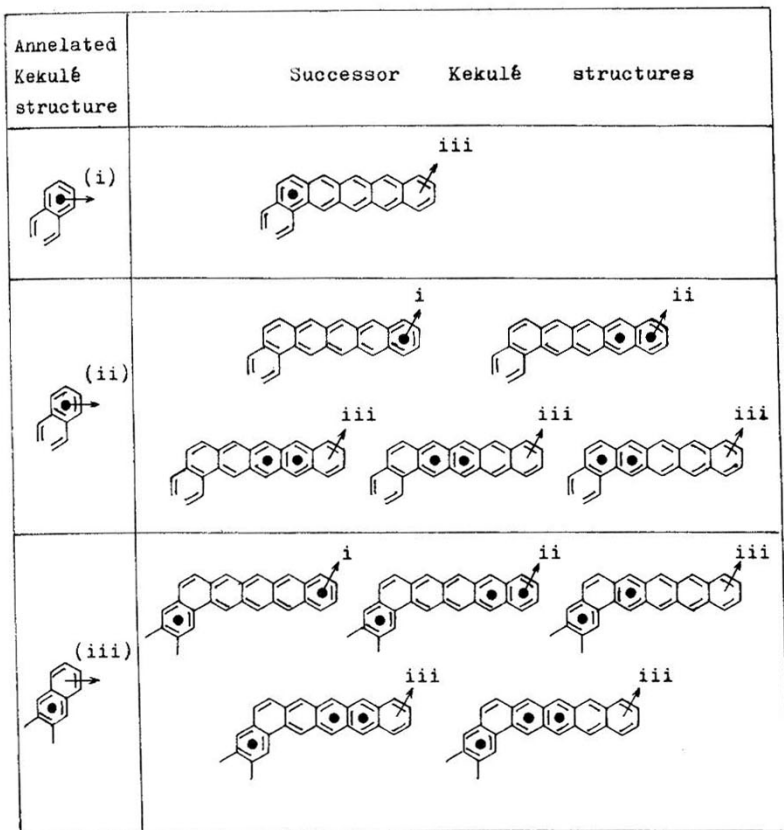 Annelated
Kekulé
structure
Successor Kekulé structures
(i)
iii
(ii)
i
ii
iii
iii
iii
(iii)
i
ii
iii
iii
iii